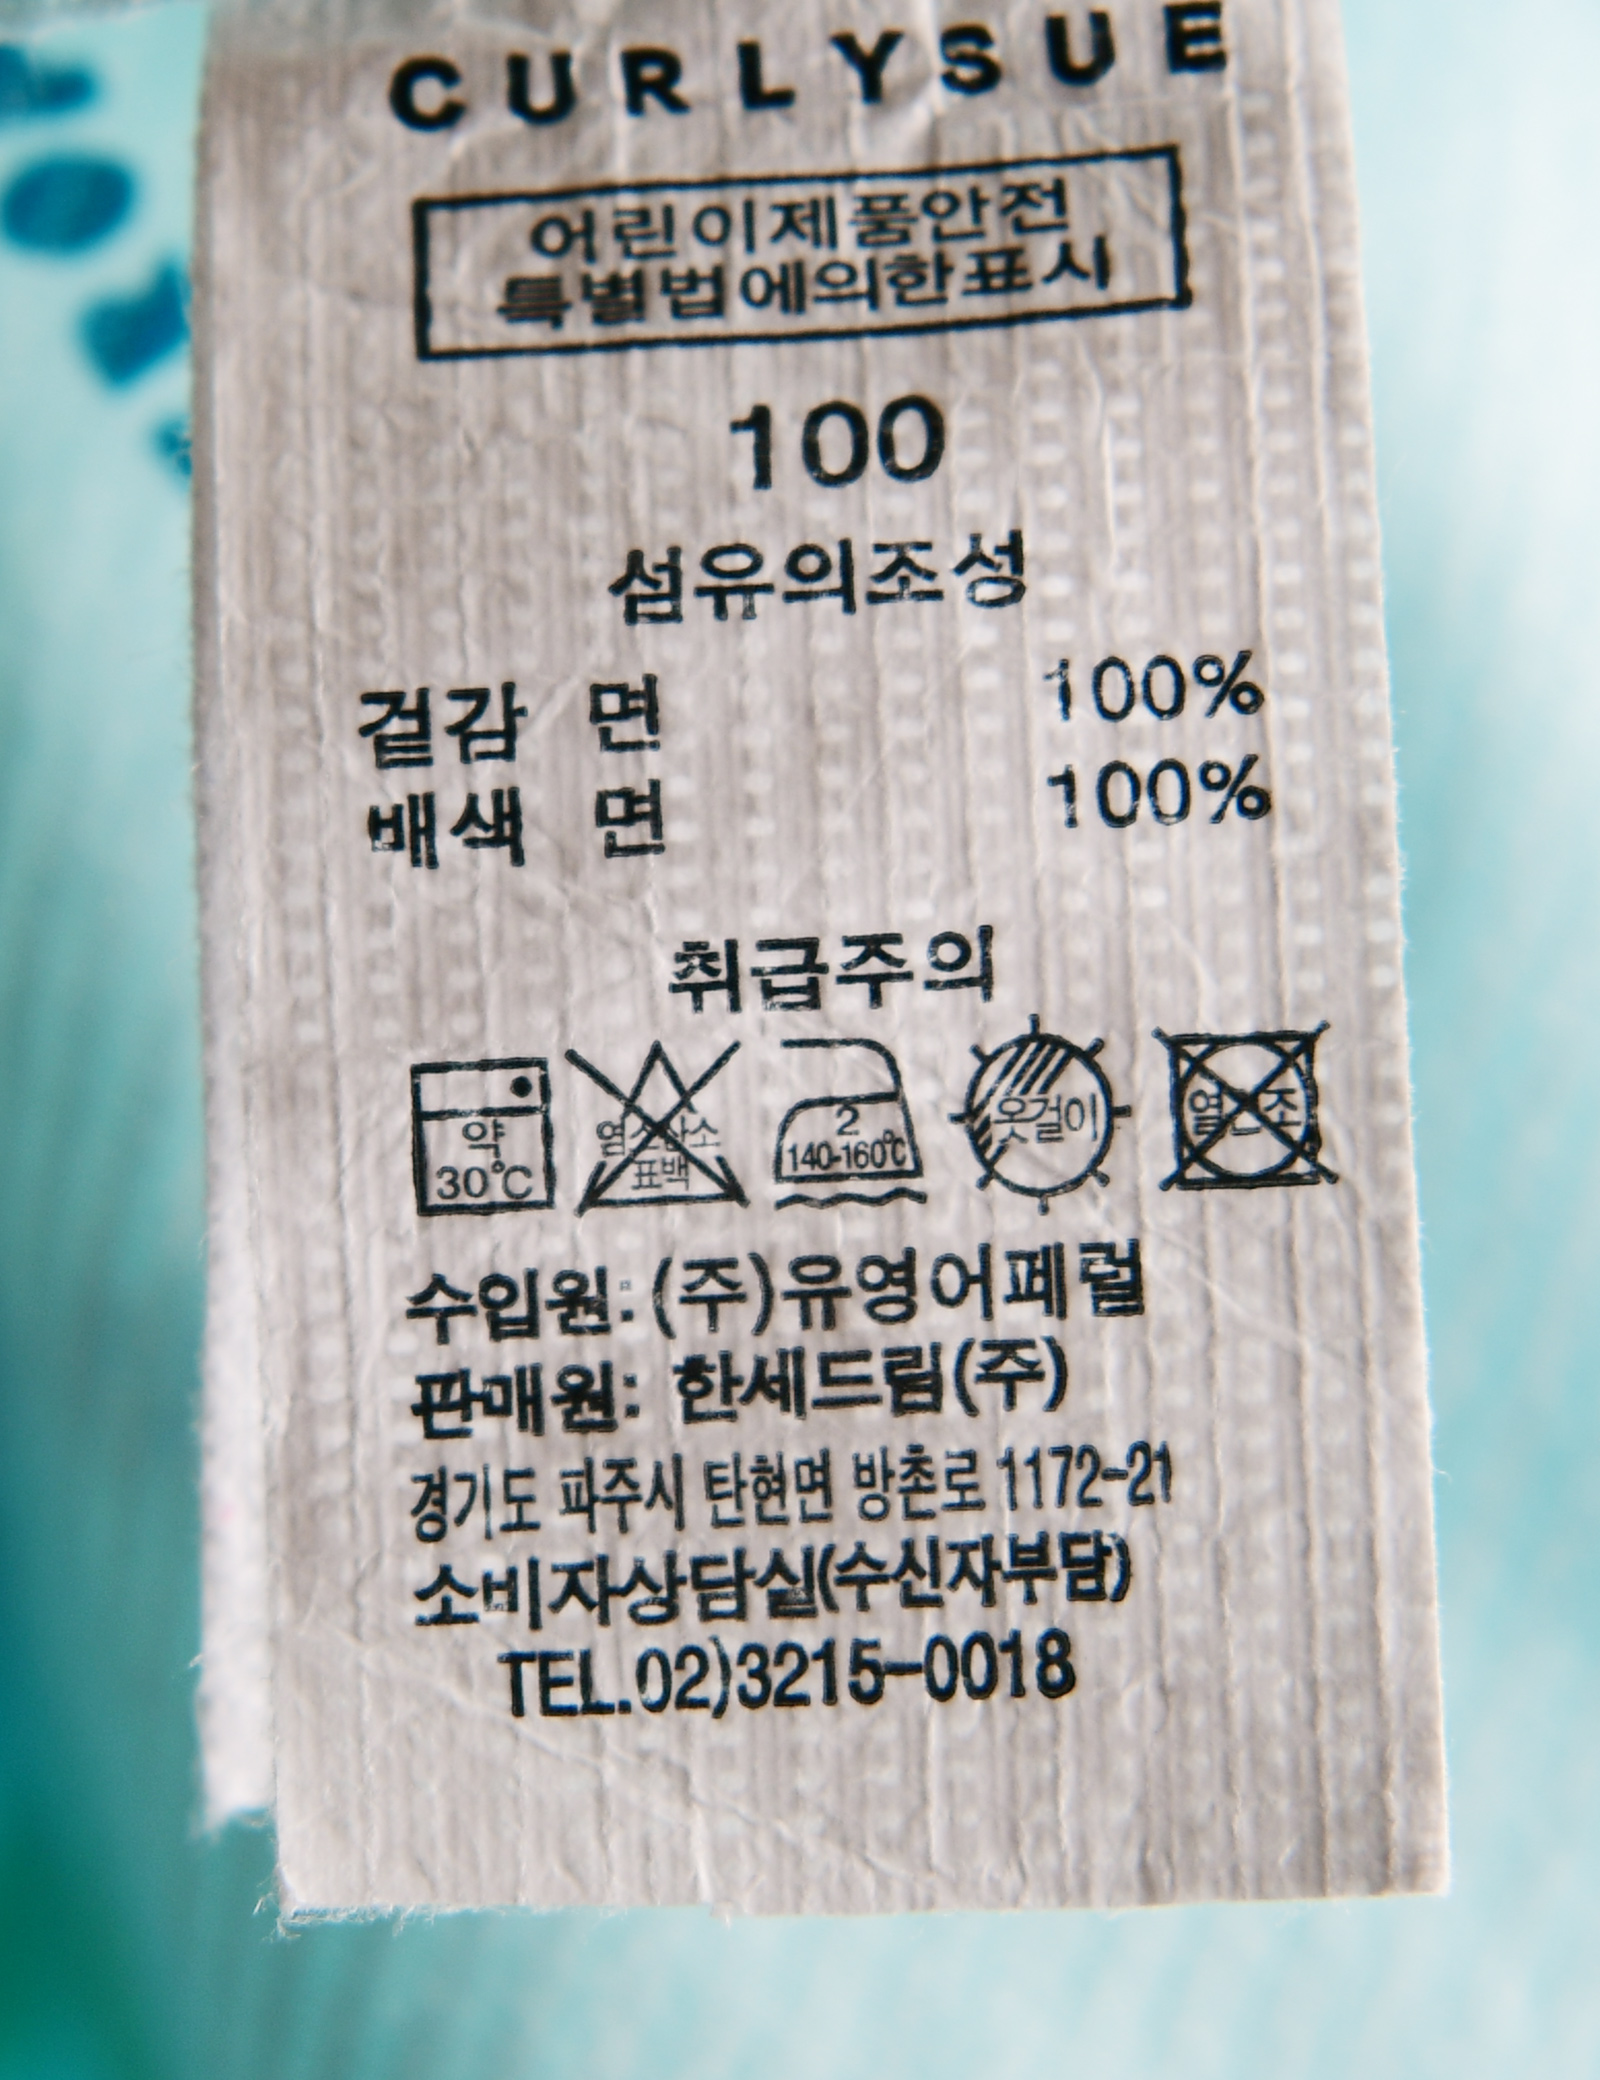 CURLYSUE
어린이제품안전
특별법에의한표시
100
섬유의조성
겉감 면 100%
배색 면 100%
취급주의
약
30℃
염소산소
표백
2
140-160℃
옷걸이
열건조
수입원: (주)유영어페럴
판매원: 한세드림(주)
경기도 파주시 탄현면 방촌로 1172-21
소비자상담실(수신자부담)
TEL.02)3215-0018